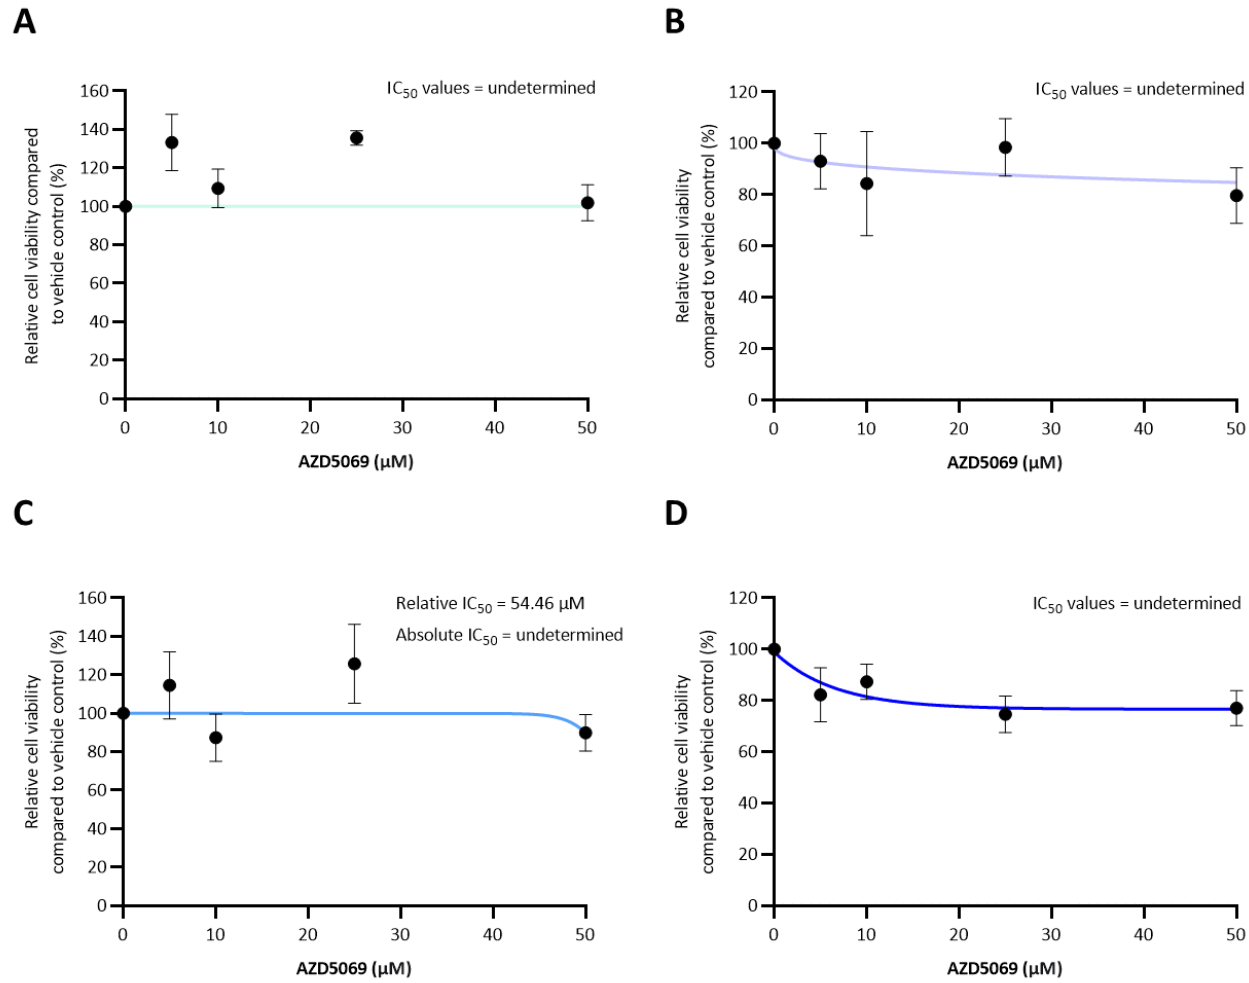 A
IC50 values = undetermined
Relative cell viability compared
to vehicle control (%)
160
140
120
100
80
60
40
20
0
0 10 20 30 40 50
AZD5069 (µM)
B
IC50 values = undetermined
Relative cell viability
compared to vehicle control (%)
120
100
80
60
40
20
0
0 10 20 30 40 50
AZD5069 (µM)
C
Relative IC50 = 54.46 µM
Absolute IC50 = undetermined
Relative cell viability
compared to vehicle control (%)
160
140
120
100
80
60
40
20
0
0 10 20 30 40 50
AZD5069 (µM)
D
IC50 values = undetermined
Relative cell viability
compared to vehicle control (%)
120
100
80
60
40
20
0
0 10 20 30 40 50
AZD5069 (µM)